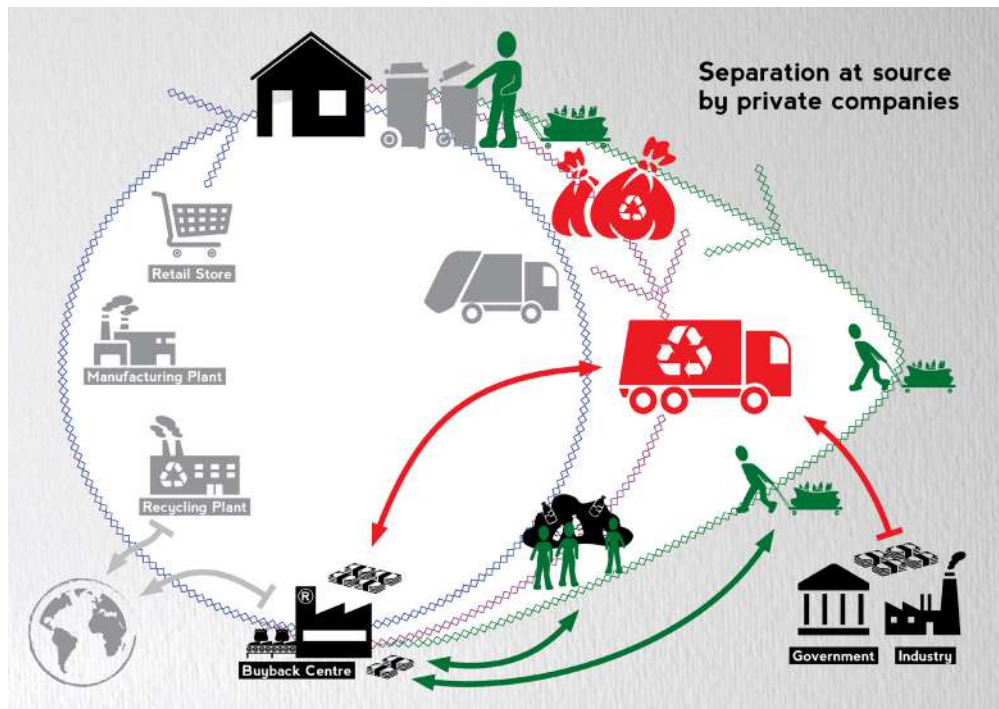 Separation at source
by private companies
Retail Store
Manufacturing Plant
Recycling Plant
®
Buyback Centre
Government
Industry